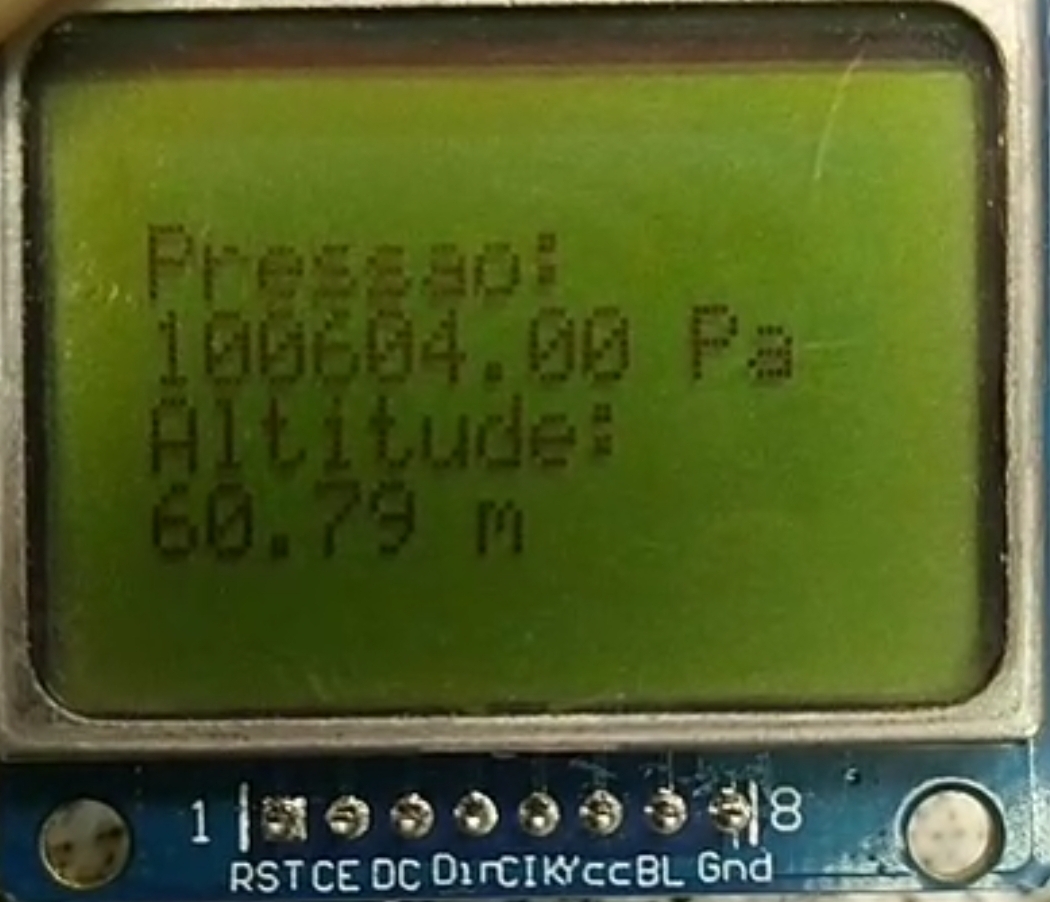 Pressao:
100604.00 Pa
Altitude:
60.79 m
1 8
RST CE DC Din Clk Vcc BL Gnd